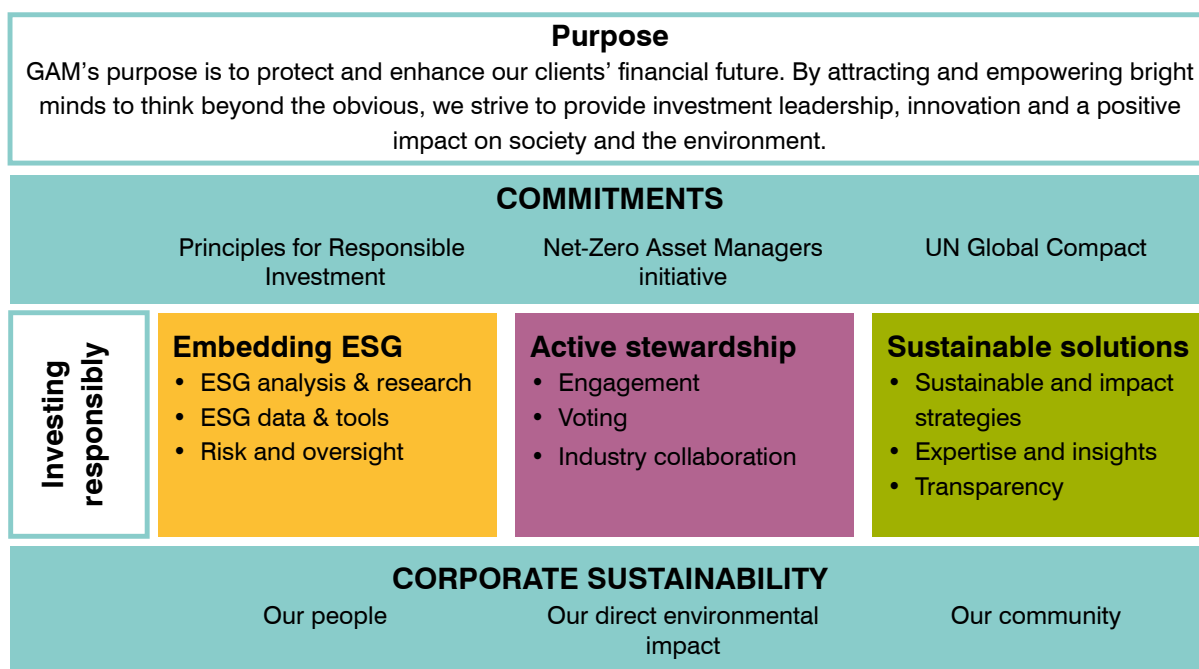 Purpose
GAM's purpose is to protect and enhance our clients' financial future. By attracting and empowering bright
minds to think beyond the obvious, we strive to provide investment leadership, innovation and a positive
impact on society and the environment.
COMMITMENTS
Principles for Responsible
Investment
Net-Zero Asset Managers
initiative
UN Global Compact
Investing
responsibly
Embedding ESG
• ESG analysis & research
• ESG data & tools
• Risk and oversight
Active stewardship
• Engagement
• Voting
• Industry collaboration
Sustainable solutions
• Sustainable and impact
strategies
• Expertise and insights
• Transparency
CORPORATE SUSTAINABILITY
Our people
Our direct environmental
impact
Our community